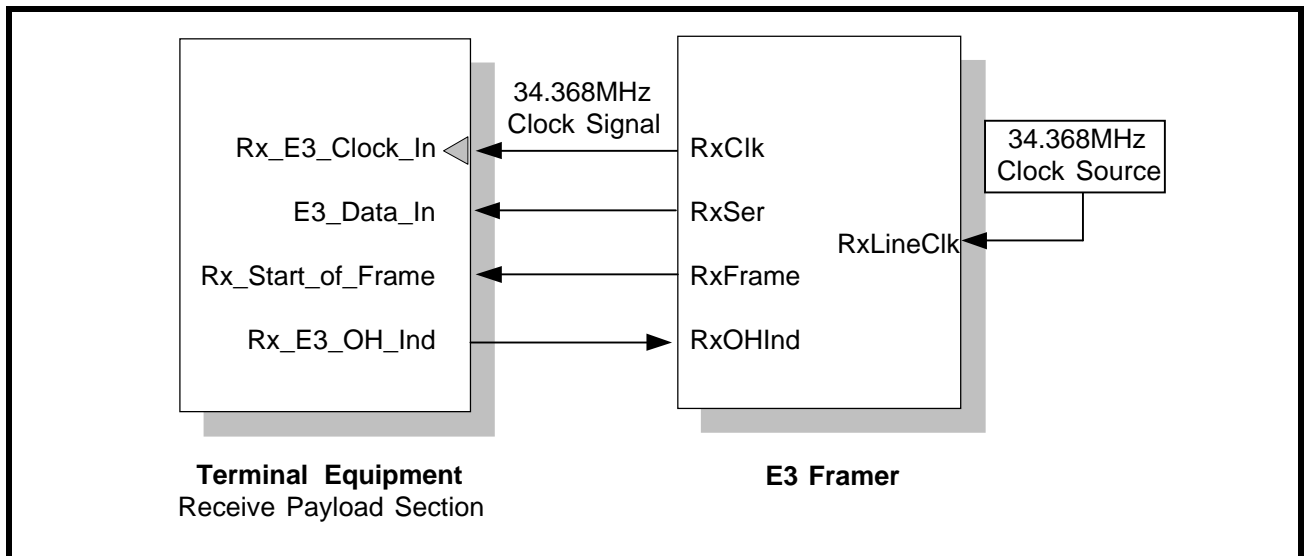 34.368MHz
Clock Signal
Rx_E3_Clock_In
E3_Data_In
Rx_Start_of_Frame
Rx_E3_OH_Ind
RxClk
RxSer
RxFrame
RxOHInd
RxLineClk
34.368MHz
Clock Source
Terminal Equipment
Receive Payload Section
E3 Framer